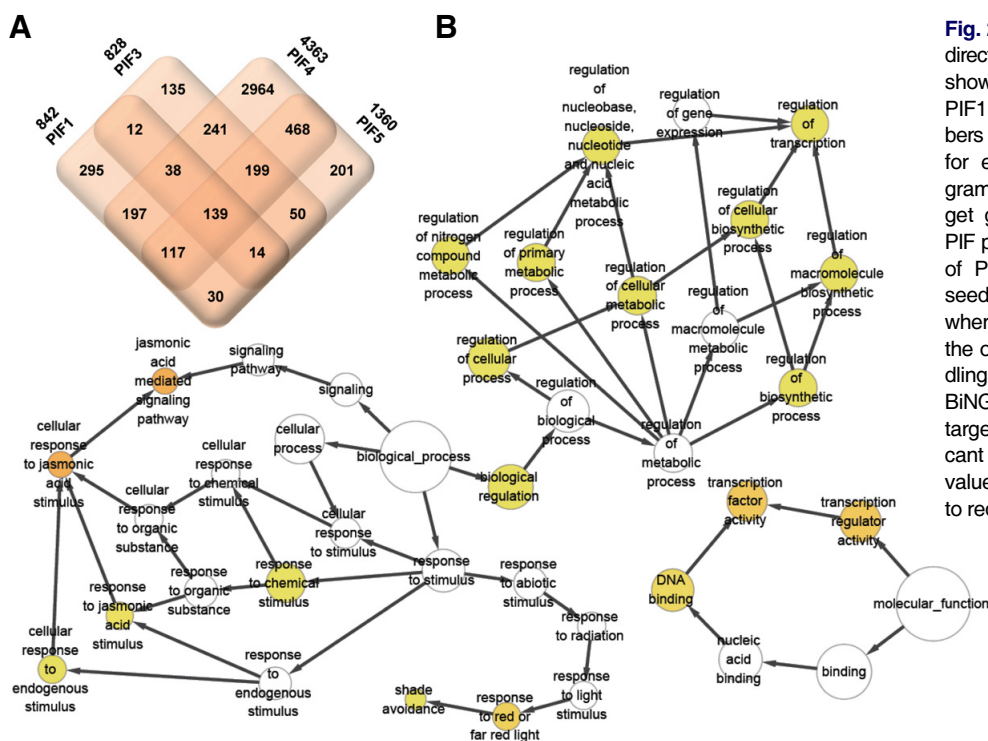 A
828
PIF3
4363
PIF4
842
PIF1
1360
PIF5
135
2964
12
241
468
295
38
199
201
197
139
50
117
14
30
B
regulation
of
nucleobase,
nucleoside,
nucleotide
and nucleic
acid
metabolic
process
regulation
of gene
expression
regulation
of
transcription
regulation
of nitrogen
compound
metabolic
process
regulation
of primary
metabolic
process
regulation
of cellular
biosynthetic
process
regulation
of cellular
metabolic
process
regulation
of
macromolecule
biosynthetic
process
regulation
of
macromolecule
metabolic
process
regulation
of cellular
process
regulation
of
biological
process
regulation
of
biosynthetic
process
regulation
of
metabolic
process
jasmonic
acid
mediated
signaling
pathway
signaling
pathway
signaling
cellular
response
to jasmonic
acid
stimulus
cellular
response
to chemical
stimulus
cellular
process
biological_process
biological
regulation
cellular
response
to organic
substance
cellular
response
to stimulus
response
to organic
substance
response
to chemical
stimulus
response
to stimulus
response
to abiotic
stimulus
response
to jasmonic
acid
stimulus
response
to radiation
cellular
response
to
endogenous
stimulus
response
to
endogenous
stimulus
shade
avoidance
response
to red or
far red light
response
to light
stimulus
transcription
factor
activity
transcription
regulator
activity
DNA
binding
molecular_function
nucleic
acid
binding
binding
Fig. 2
direct
show
PIF1
bers
for e
gram
get g
PIF p
of P
seed
wher
the c
dling
BiNG
targe
cant
value
to rec